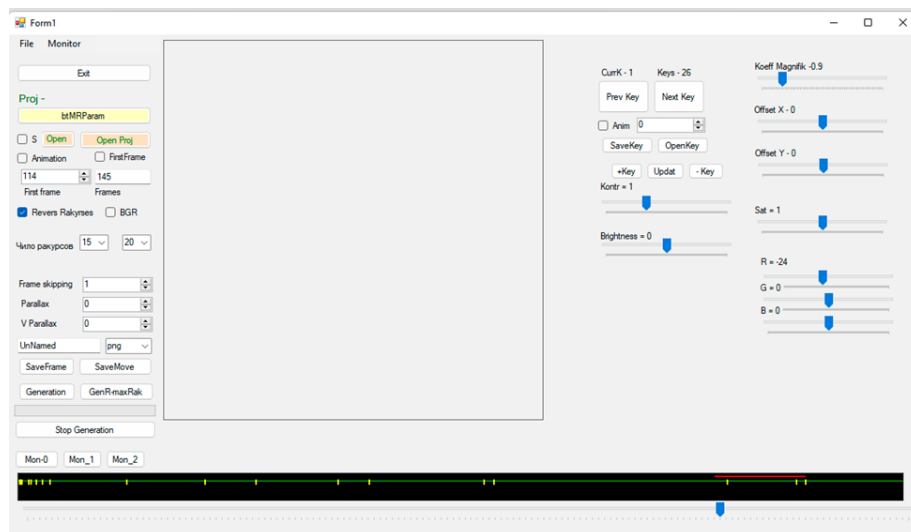 Form1
File Monitor
Exit
Proj -
btMRParam
S Open Open Proj
Animation FirstFrame
114 145
First frame Frames
Revers Rakyrses BGR
Чило ракурсов 15 20
Frame skipping 1
Parallax 0
V Parallax 0
UnNamed png
SaveFrame SaveMove
Generation GenR-maxRak
Stop Generation
Mon-0 Mon_1 Mon_2
CurrK - 1 Keys - 26
Prev Key Next Key
Anim 0
SaveKey OpenKey
+Key Updat - Key
Kontr = 1
Brightness = 0
Koeff Magnifik -0.9
Offset X - 0
Offset Y - 0
Sat = 1
R = -24
G = 0
B = 0